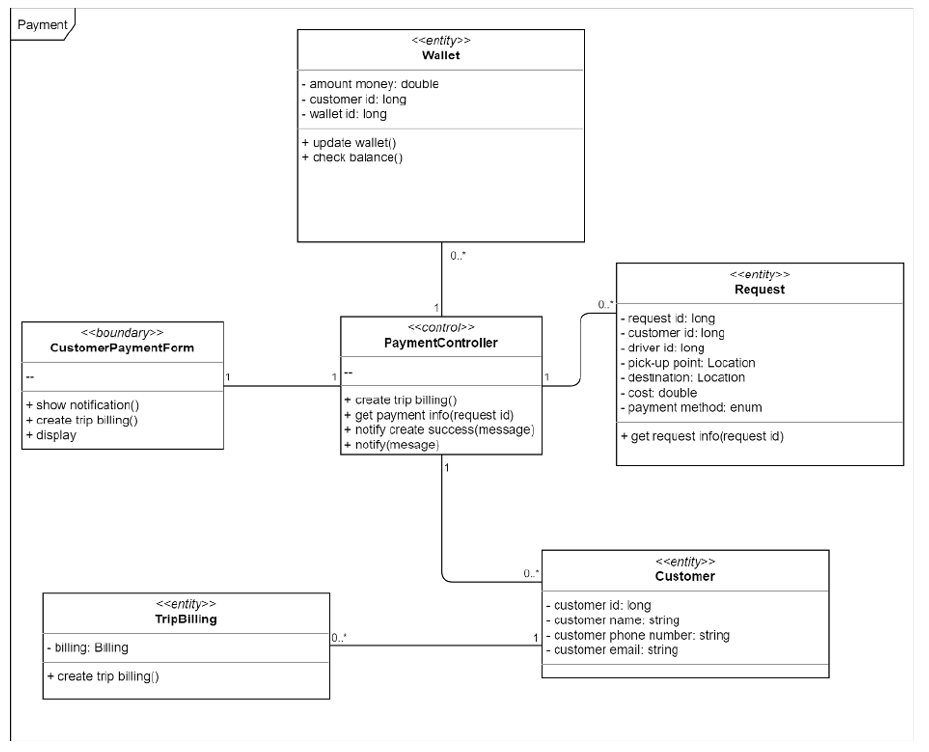 Payment
<<entity>>
Wallet
- amount money: double
- customer id: long
- wallet id: long
+ update wallet()
+ check balance()
0..*
1
<<entity>>
Request
- request id: long
- customer id: long
- driver id: long
- pick-up point: Location
- destination: Location
- cost: double
- payment method: enum
+ get request info(request id)
0..*
1
<<boundary>>
CustomerPaymentForm
--
+ show notification()
+ create trip billing()
+ display
1
1
<<control>>
PaymentController
--
+ create trip billing()
+ get payment info(request id)
+ notify create success(message)
+ notify(mesage)
1
0..*
<<entity>>
Customer
- customer id: long
- customer name: string
- customer phone number: string
- customer email: string
<<entity>>
TripBilling
- billing: Billing
+ create trip billing()
0..*
1